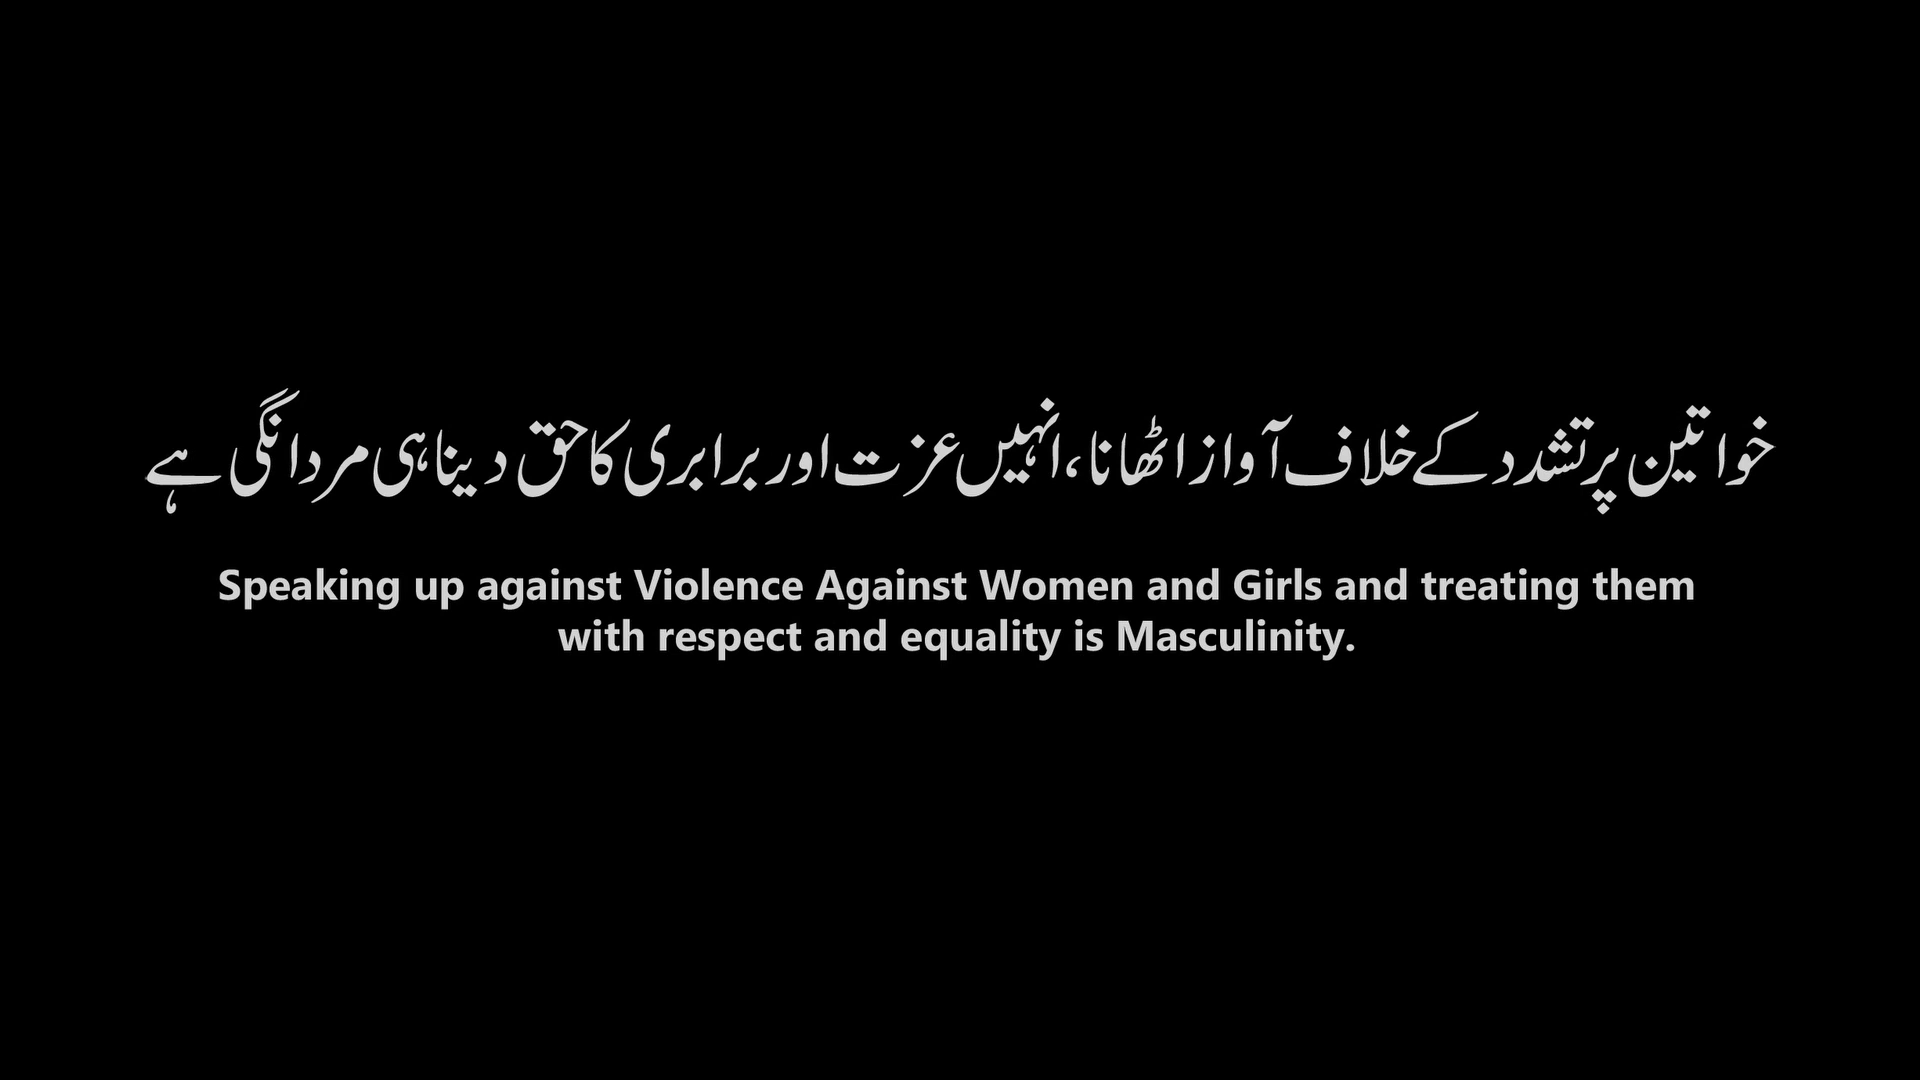 خواتین پر تشدد کے خلاف آواز اٹھانا، انہیں عزت اور برابری کا حق دینا ہی مردانگی ہے
Speaking up against Violence Against Women and Girls and treating them
with respect and equality is Masculinity.